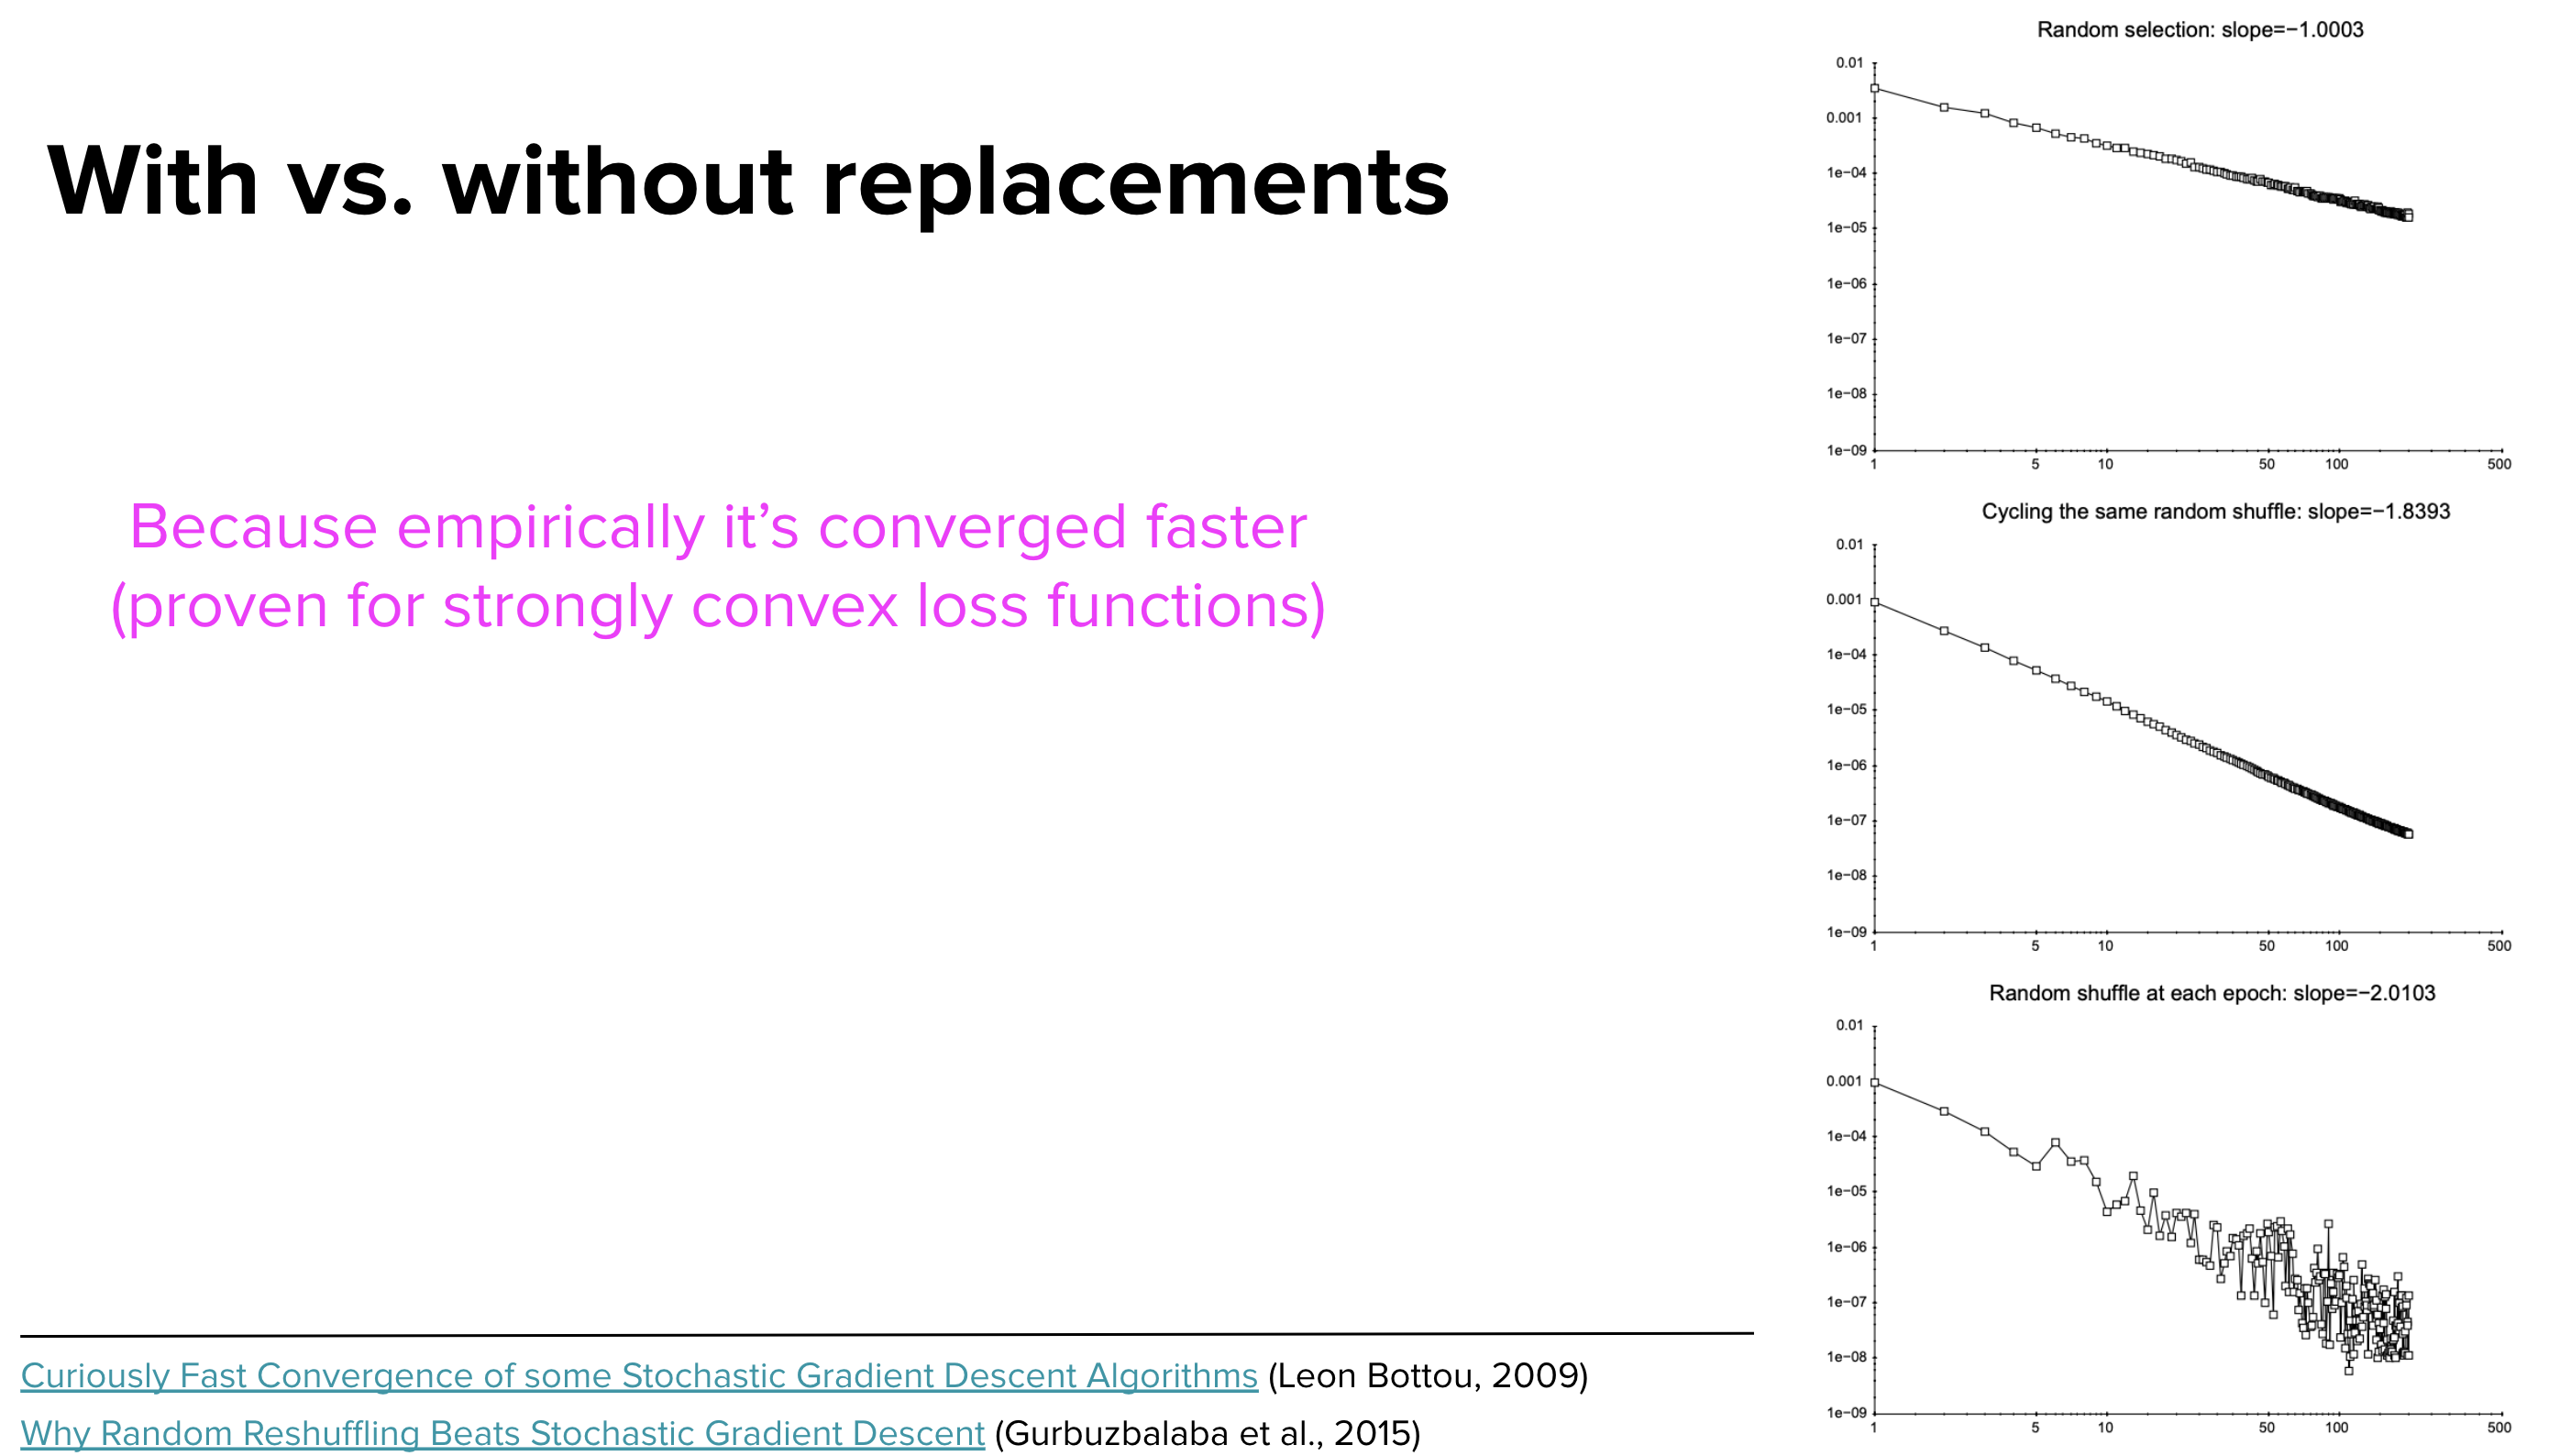 With vs. without replacements
Because empirically it’s converged faster
(proven for strongly convex loss functions)
Curiously Fast Convergence of some Stochastic Gradient Descent Algorithms (Leon Bottou, 2009)
Why Random Reshuffling Beats Stochastic Gradient Descent (Gurbuzbalaba et al., 2015)
Random selection: slope=−1.0003
0.01
0.001
1e−04
1e−05
1e−06
1e−07
1e−08
1e−09
1 5 10 50 100 500
Cycling the same random shuffle: slope=−1.8393
0.01
0.001
1e−04
1e−05
1e−06
1e−07
1e−08
1e−09
1 5 10 50 100 500
Random shuffle at each epoch: slope=−2.0103
0.01
0.001
1e−04
1e−05
1e−06
1e−07
1e−08
1e−09
1 5 10 50 100 500